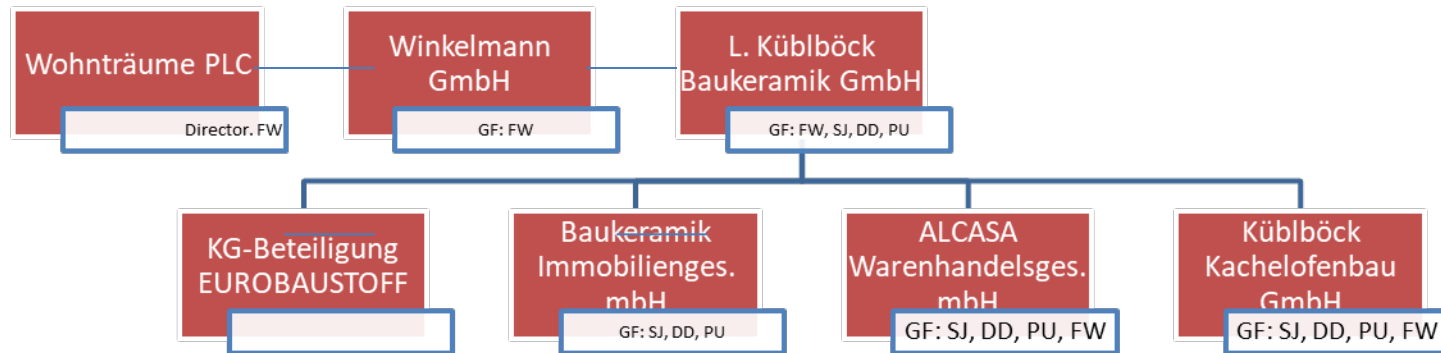 Wohnträume PLC
Director. FW
Winkelmann
GmbH
GF: FW
L. Küblböck
Baukeramik GmbH
GF: FW, SJ, DD, PU
KG-Beteiligung
EUROBAUSTOFF
Baukeramik
Immobilienges.
mbH
GF: SJ, DD, PU
ALCASA
Warenhandelsges.
mbH
GF: SJ, DD, PU, FW
Küblböck
Kachelofenbau
GmbH
GF: SJ, DD, PU, FW